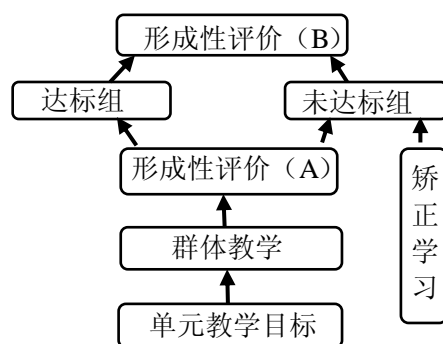 形成性评价（B）
达标组
未达标组
形成性评价（A）
矫正学习
群体教学
单元教学目标